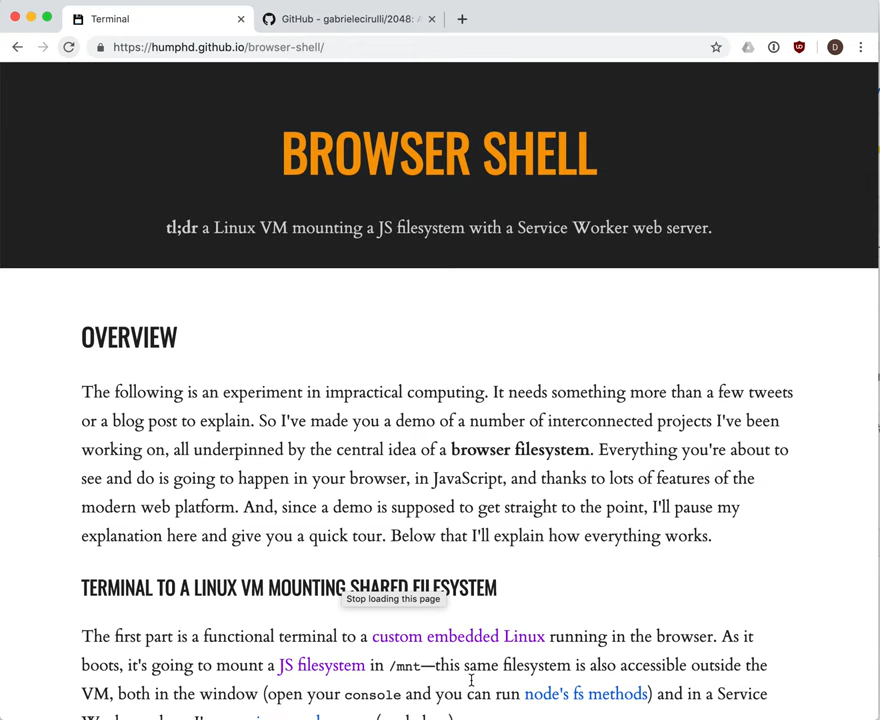 Terminal
GitHub - gabrielecirulli/2048:
https://humphd.github.io/browser-shell/
D
BROWSER SHELL
tl;dr a Linux VM mounting a JS filesystem with a Service Worker web server.
OVERVIEW
The following is an experiment in impractical computing. It needs something more than a few tweets
or a blog post to explain. So I've made you a demo of a number of interconnected projects I've been
working on, all underpinned by the central idea of a browser filesystem. Everything you're about to
see and do is going to happen in your browser, in JavaScript, and thanks to lots of features of the
modern web platform. And, since a demo is supposed to get straight to the point, I'll pause my
explanation here and give you a quick tour. Below that I'll explain how everything works.
TERMINAL TO A LINUX VM MOUNTING SHARED FILESYSTEM
Stop loading this page
The first part is a functional terminal to a custom embedded Linux running in the browser. As it
boots, it's going to mount a JS filesystem in /mnt—this same filesystem is also accessible outside the
VM, both in the window (open your console and you can run node's fs methods) and in a Service